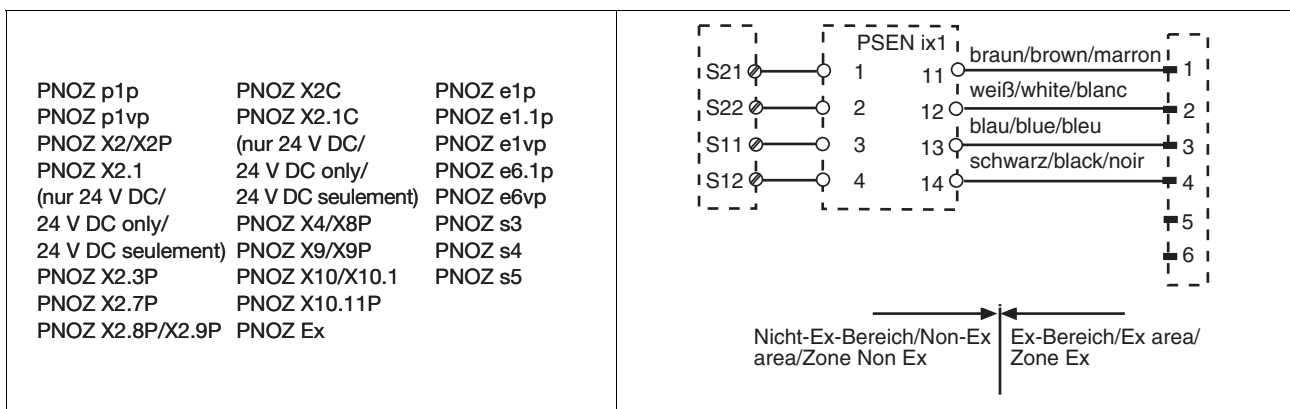 PNOZ p1p
PNOZ p1vp
PNOZ X2/X2P
PNOZ X2.1
(nur 24 V DC/
24 V DC only/
24 V DC seulement)
PNOZ X2.3P
PNOZ X2.7P
PNOZ X2.8P/X2.9P
PNOZ X2C
PNOZ X2.1C
(nur 24 V DC/
24 V DC only/
24 V DC seulement)
PNOZ X4/X8P
PNOZ X9/X9P
PNOZ X10/X10.1
PNOZ X10.11P
PNOZ Ex
PNOZ e1p
PNOZ e1.1p
PNOZ e1vp
PNOZ e6.1p
PNOZ e6vp
PNOZ s3
PNOZ s4
PNOZ s5
PSEN ix1
S21 1 11 braun/brown/marron 1
S22 2 12 weiß/white/blanc 2
S11 3 13 blau/blue/bleu 3
S12 4 14 schwarz/black/noir 4
5
6
Nicht-Ex-Bereich/Non-Ex
area/Zone Non Ex
Ex-Bereich/Ex area/
Zone Ex